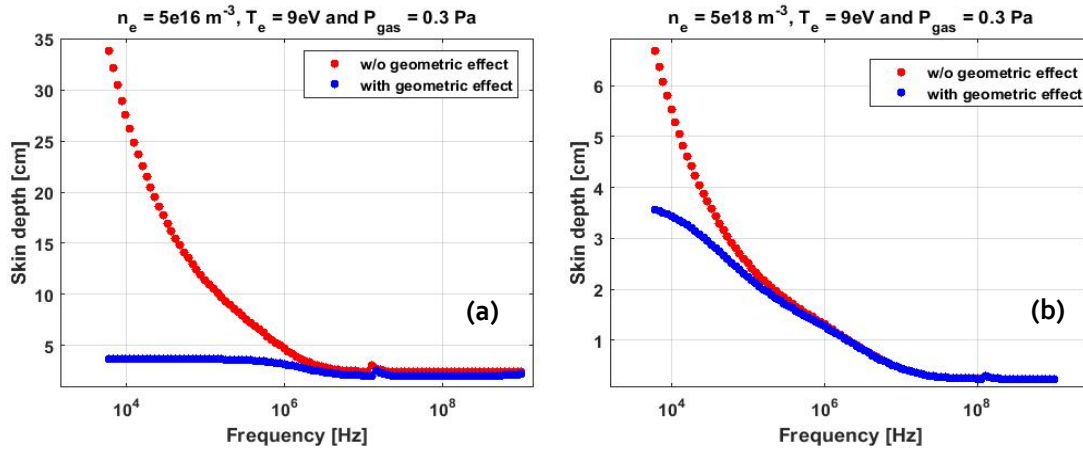 n_e = 5e16 m^-3, T_e = 9eV and P_gas = 0.3 Pa
35
30
25
20
15
10
5
Skin depth [cm]
w/o geometric effect
with geometric effect
(a)
10^4
10^6
10^8
Frequency [Hz]
n_e = 5e18 m^-3, T_e = 9eV and P_gas = 0.3 Pa
6
5
4
3
2
1
Skin depth [cm]
w/o geometric effect
with geometric effect
(b)
10^4
10^6
10^8
Frequency [Hz]